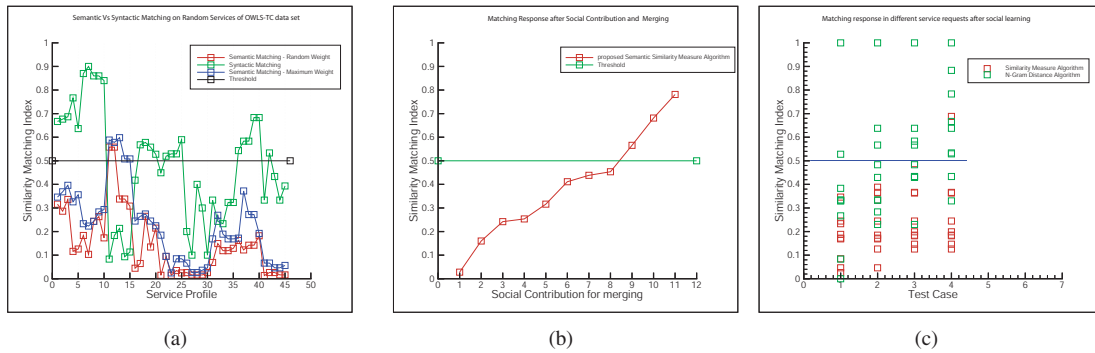 Semantic Vs Syntactic Matching on Random Services of OWLS-TC data set
Similarity Matching Index
1
0.9
0.8
0.7
0.6
0.5
0.4
0.3
0.2
0.1
0
Semantic Matching - Random Weight
Syntactic Matching
Semantic Matching - Maximum Weight
Threshold
0 5 10 15 20 25 30 35 40 45 50
Service Profile
(a)
Matching Response after Social Contribution and Merging
Similarity Matching Index
1
0.9
0.8
0.7
0.6
0.5
0.4
0.3
0.2
0.1
0
proposed Semantic Similarity Measure Algorithm
Threshold
0 1 2 3 4 5 6 7 8 9 10 11 12
Social Contribution for merging
(b)
Matching response in different service requests after social learning
Similarity Matching Index
1
0.9
0.8
0.7
0.6
0.5
0.4
0.3
0.2
0.1
0
Similarity Measure Algorithm
N-Gram Distance Algorithm
0 1 2 3 4 5 6 7
Test Case
(c)